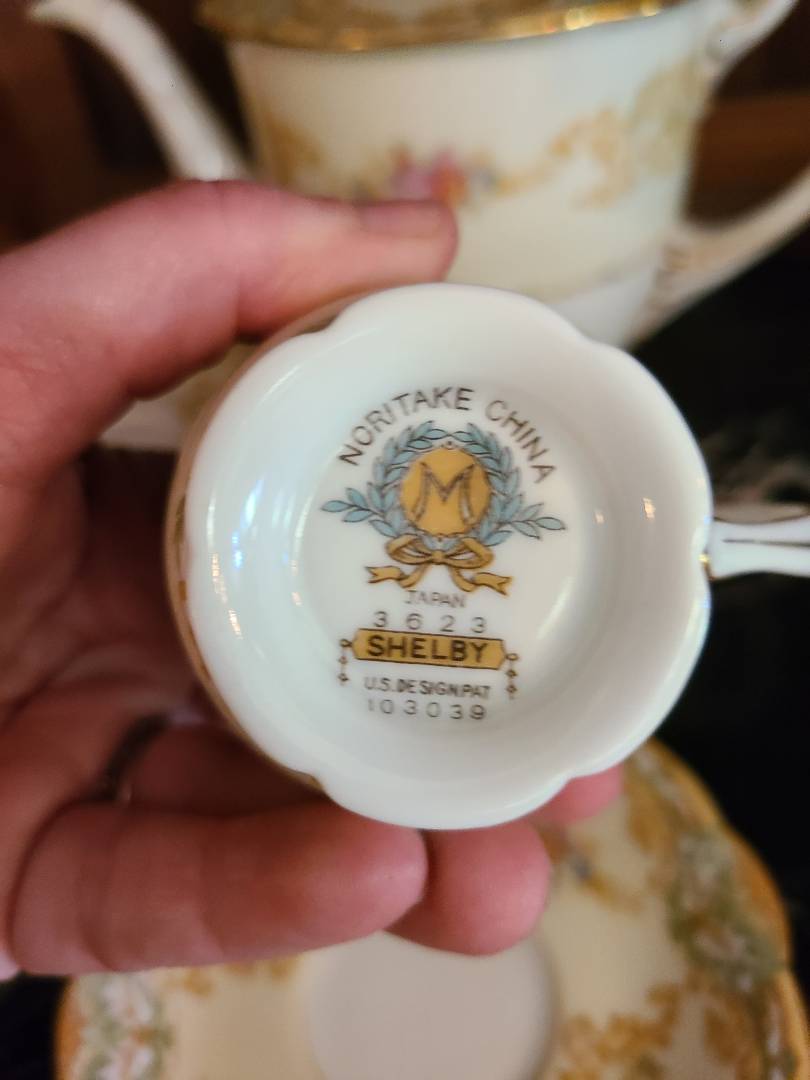 NORITAKE CHINA
M
JAPAN
3623
SHELBY
U.S. DESIGN PAT
103039